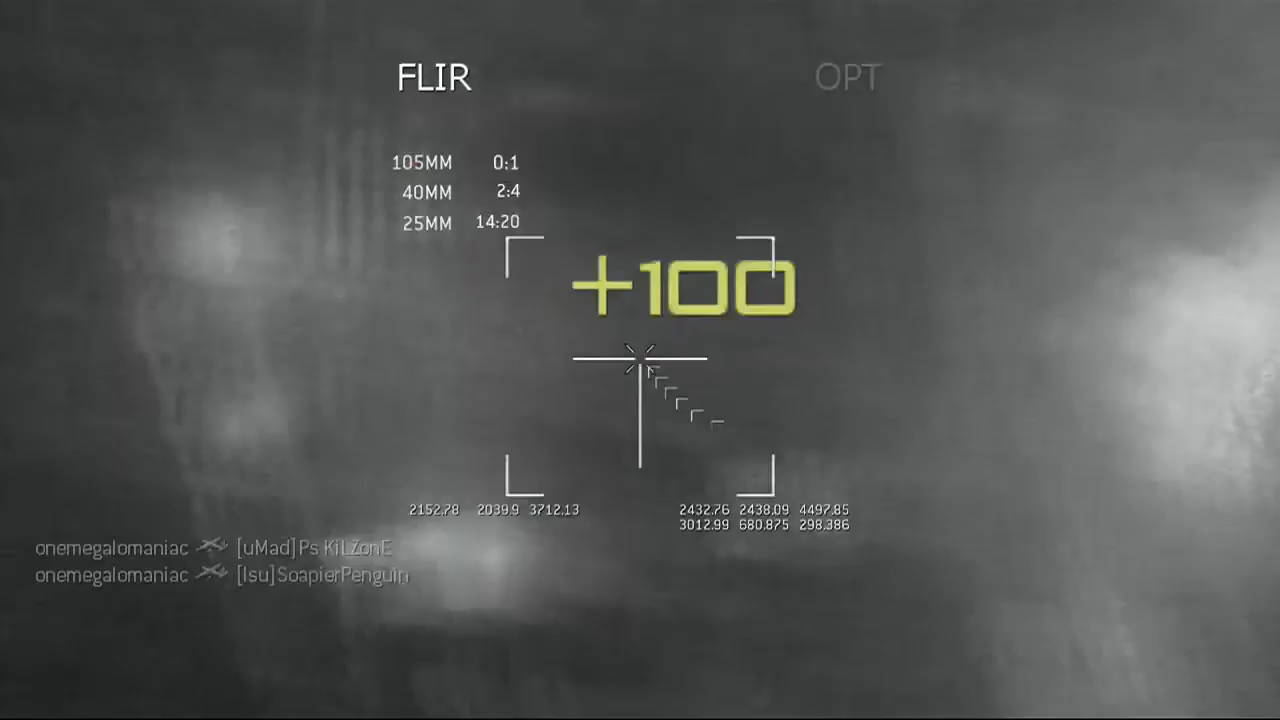 FLIR OPT
105MM 0:1
40MM 2:4
25MM 14:20
+100
2152.78 2039.9 3712.13 2432.76 2438.09 4497.85
3012.99 680.875 298.386
onemegalomaniac [uMad]Ps KiLZonE
onemegalomaniac [Isu]SoapierPenguin